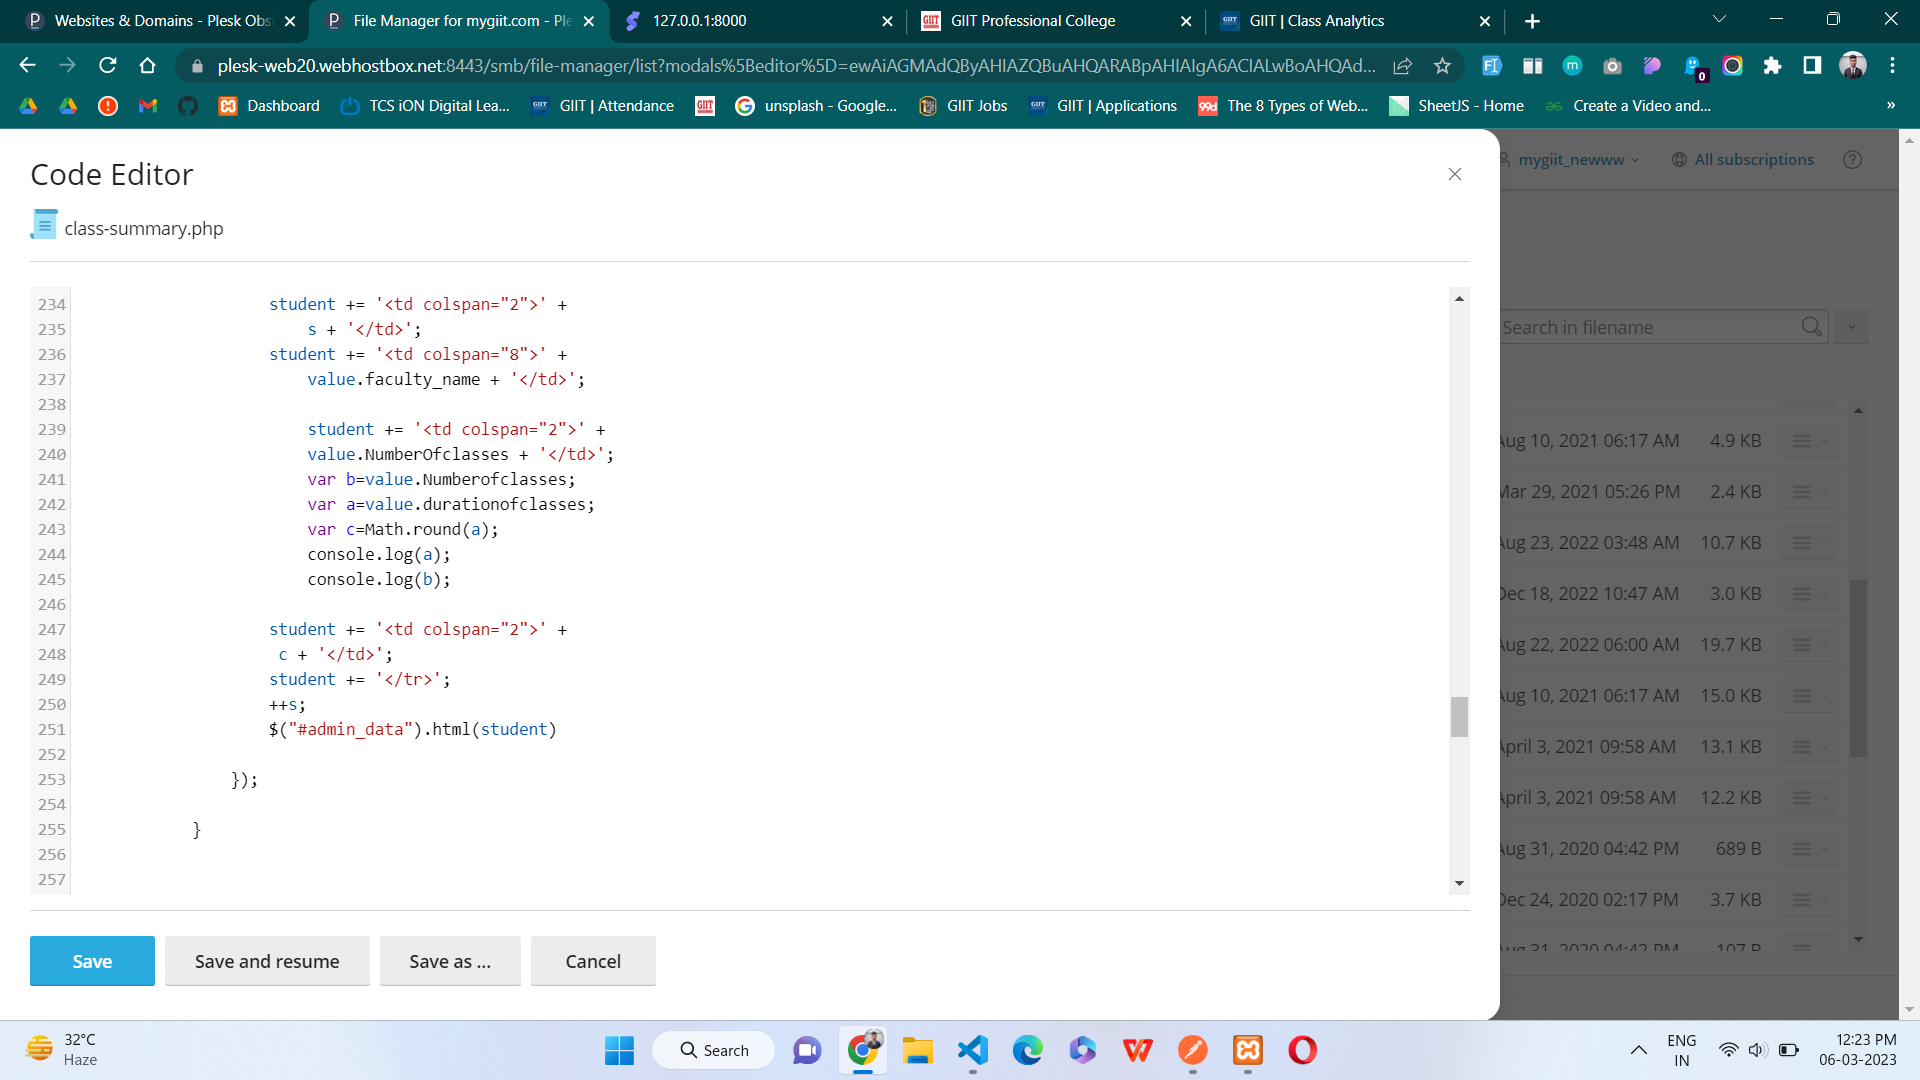 Websites & Domains - Plesk Obs
File Manager for mygiit.com - Ple
127.0.0.1:8000
GIIT Professional College
GIIT | Class Analytics
plesk-web20.webhostbox.net:8443/smb/file-manager/list?modals%5Beditor%5D=ewAiAGMAdQByAHIAZQBuAHQARABpAHIAIgA6ACIALwBoAHQAd...
Dashboard
TCS iON Digital Lea...
GIIT | Attendance
unsplash - Google...
GIIT Jobs
GIIT | Applications
The 8 Types of Web...
SheetJS - Home
Create a Video and...
»
Code Editor
mygiit_newww
All subscriptions
class-summary.php
234 student += '<td colspan="2">' +
235 s + '</td>';
236 student += '<td colspan="8">' +
237 value.faculty_name + '</td>';
238
239 student += '<td colspan="2">' +
240 value.NumberOfclasses + '</td>';
241 var b=value.Numberofclasses;
242 var a=value.durationofclasses;
243 var c=Math.round(a);
244 console.log(a);
245 console.log(b);
246
247 student += '<td colspan="2">' +
248 c + '</td>';
249 student += '</tr>';
250 ++s;
251 $("#admin_data").html(student)
252
253 });
254
255 }
256
257
Search in filename
Aug 10, 2021 06:17 AM 4.9 KB
Mar 29, 2021 05:26 PM 2.4 KB
Aug 23, 2022 03:48 AM 10.7 KB
Dec 18, 2022 10:47 AM 3.0 KB
Aug 22, 2022 06:00 AM 19.7 KB
Aug 10, 2021 06:17 AM 15.0 KB
April 3, 2021 09:58 AM 13.1 KB
April 3, 2021 09:58 AM 12.2 KB
Aug 31, 2020 04:42 PM 689 B
Dec 24, 2020 02:17 PM 3.7 KB
Aug 31, 2020 04:42 PM 107 B
Save
Save and resume
Save as ...
Cancel
32°C
Haze
Search
ENG
IN
12:23 PM
06-03-2023